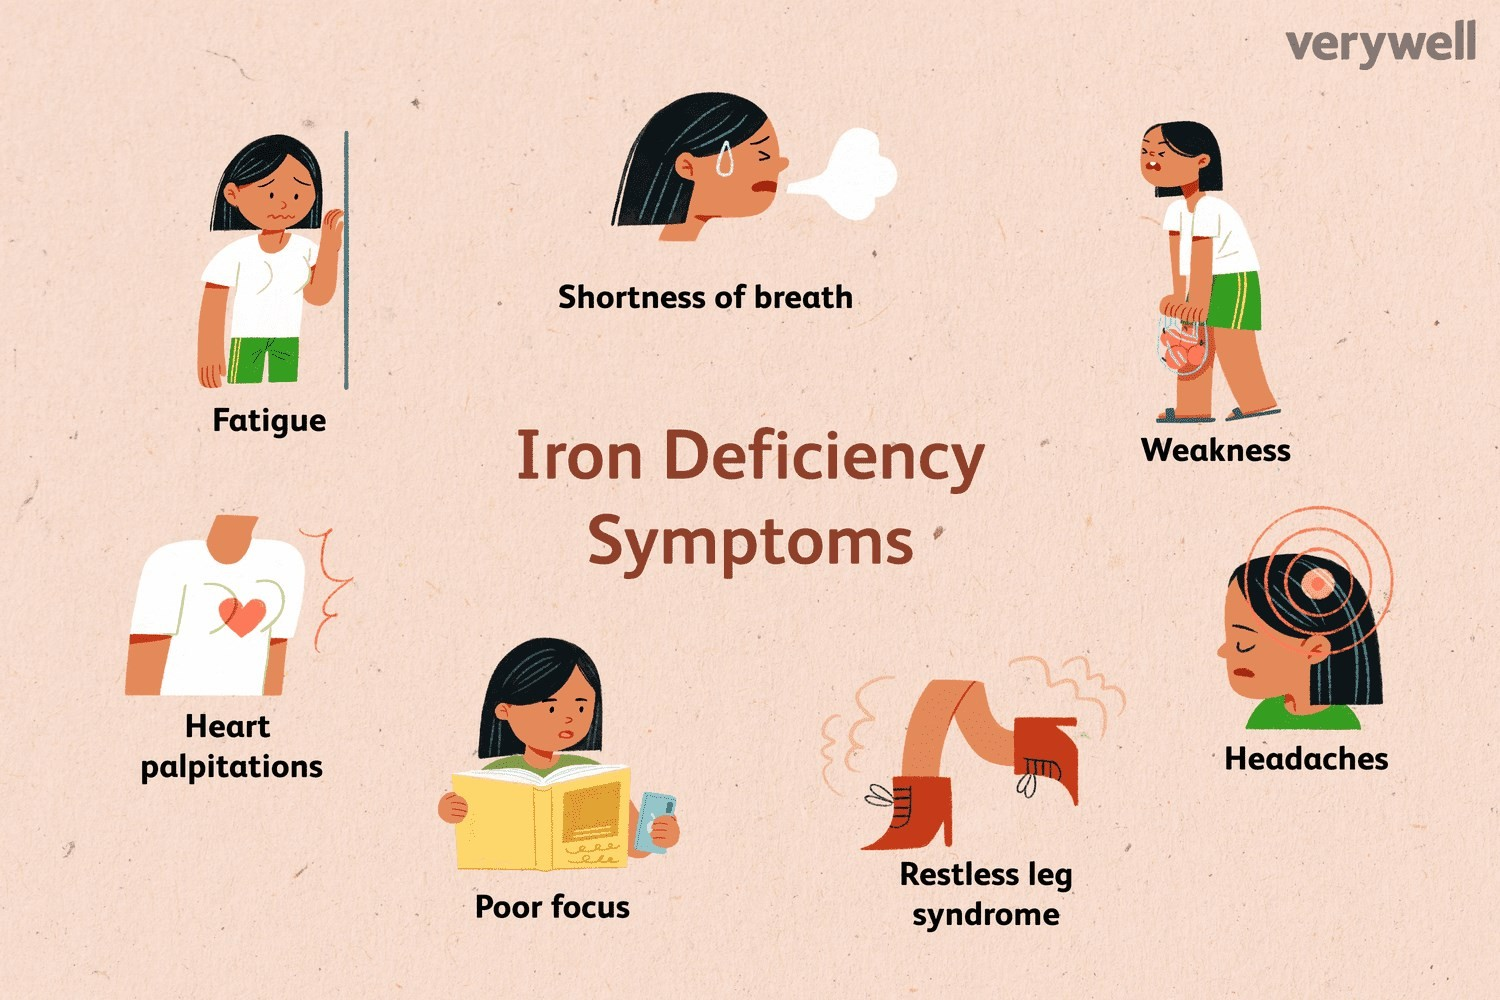 verywell
Fatigue
Shortness of breath
Weakness
Iron Deficiency
Symptoms
Heart
palpitations
Poor focus
Restless leg
syndrome
Headaches